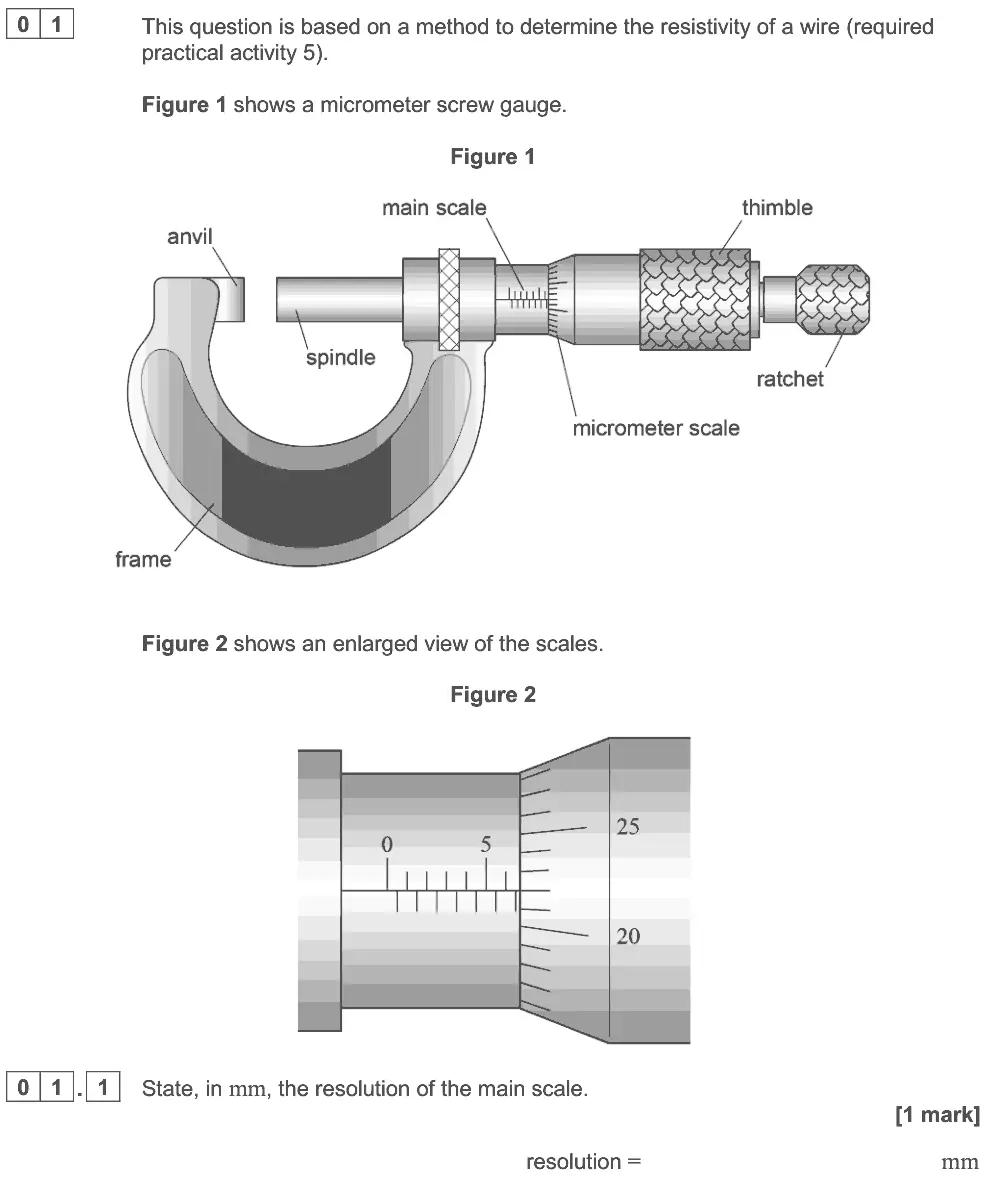 0 1 This question is based on a method to determine the resistivity of a wire (required
practical activity 5).
Figure 1 shows a micrometer screw gauge.
Figure 1
main scale
thimble
anvil
spindle
ratchet
micrometer scale
frame
Figure 2 shows an enlarged view of the scales.
Figure 2
25
0 5
20
0 1 . 1 State, in mm, the resolution of the main scale.
[1 mark]
resolution = mm